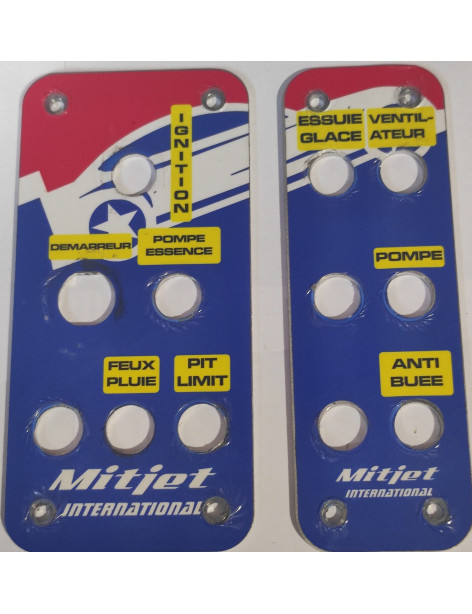 IGNITION
DEMARREUR
POMPE
ESSENCE
FEUX
PLUIE
PIT
LIMIT
Mitjet
INTERNATIONAL
ESSUIE
GLACE
VENTIL-
ATEUR
POMPE
ANTI
BUEE
Mitjet
INTERNATIONAL